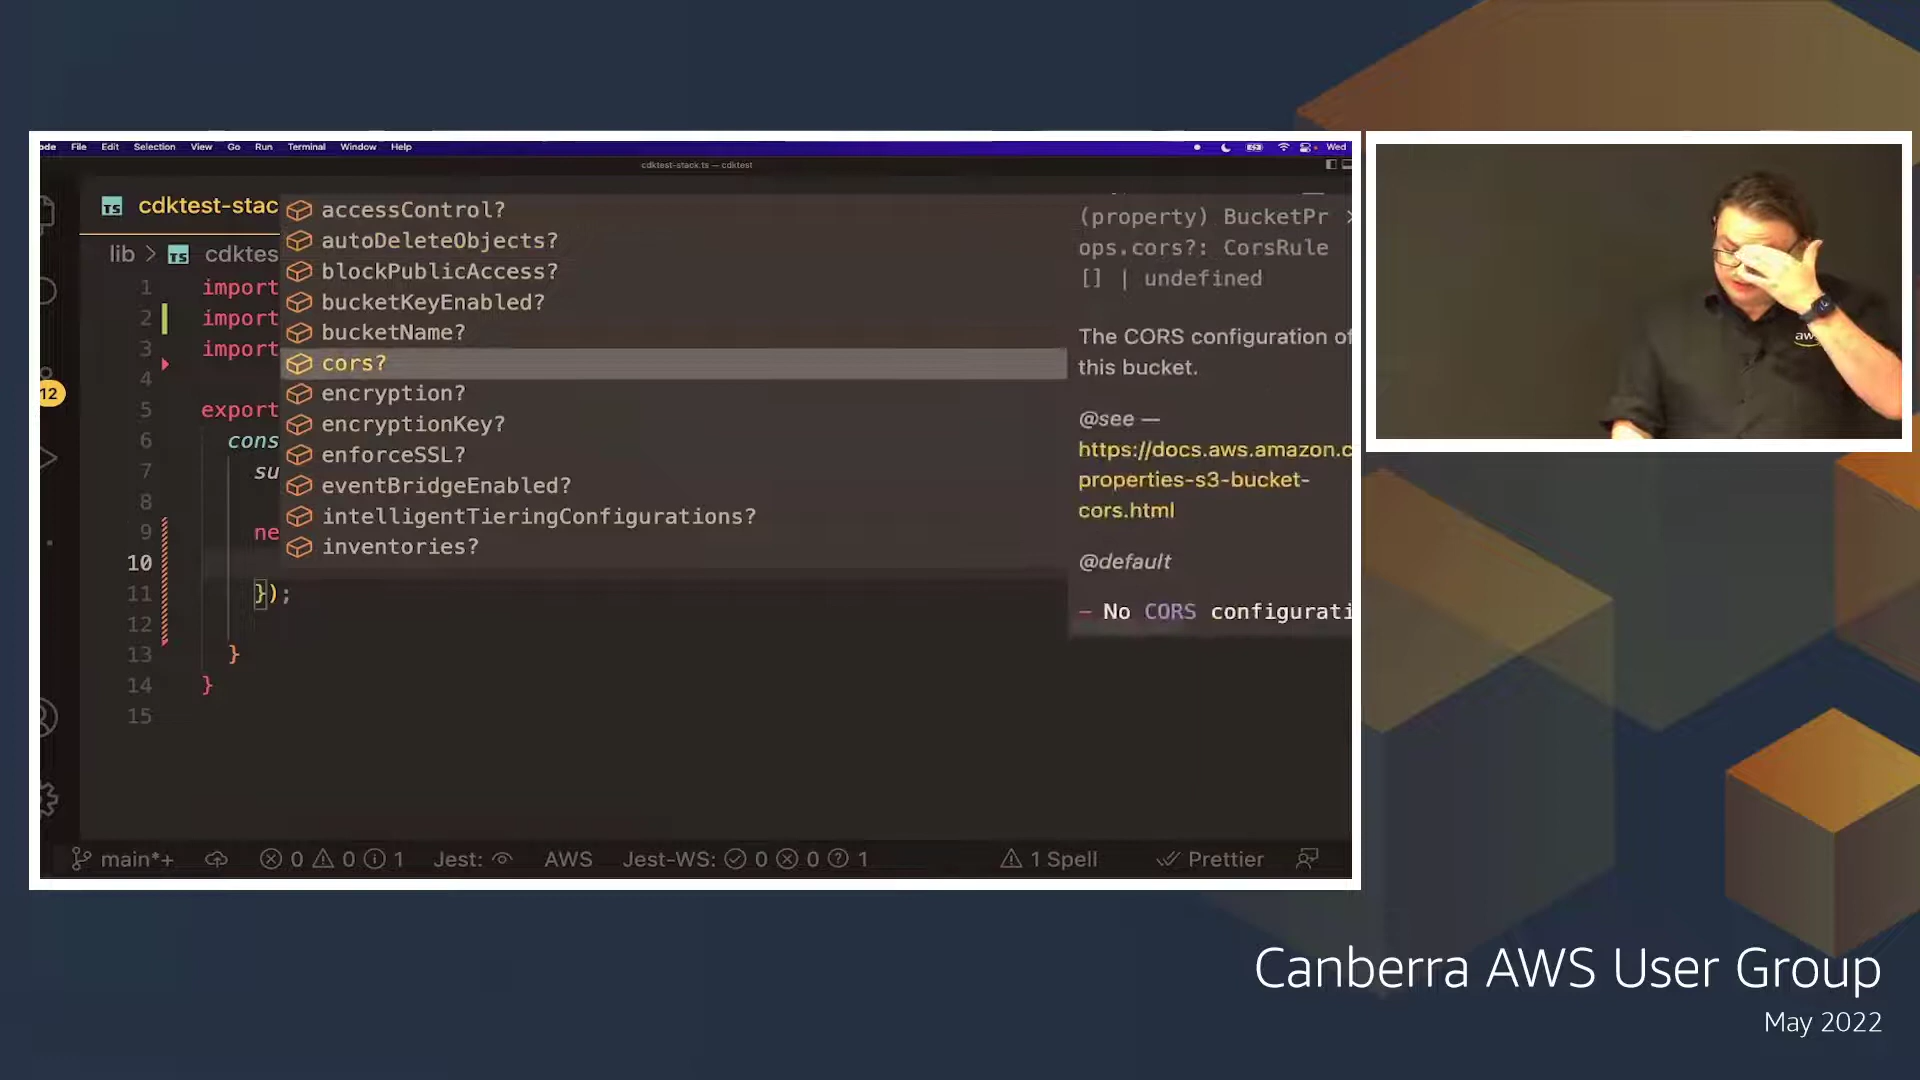 ode File Edit Selection View Go Run Terminal Window Help Wed
cdktest-stack.ts — cdktest
TS cdktest-stac
lib > TS cdktes
1 import
2 import
3 import
4
5 export
6 cons
7 su
8
9 ne
10
11 });
12
13 }
14 }
15
12
accessControl?
autoDeleteObjects?
blockPublicAccess?
bucketKeyEnabled?
bucketName?
cors?
encryption?
encryptionKey?
enforceSSL?
eventBridgeEnabled?
intelligentTieringConfigurations?
inventories?
(property) BucketPr
ops.cors?: CorsRule
[] | undefined
The CORS configuration of
this bucket.
@see —
https://docs.aws.amazon.c
properties-s3-bucket-
cors.html
@default
– No CORS configurati
main*+ 0 0 1 Jest: AWS Jest-WS: 0 0 1 1 Spell Prettier
aws
Canberra AWS User Group
May 2022